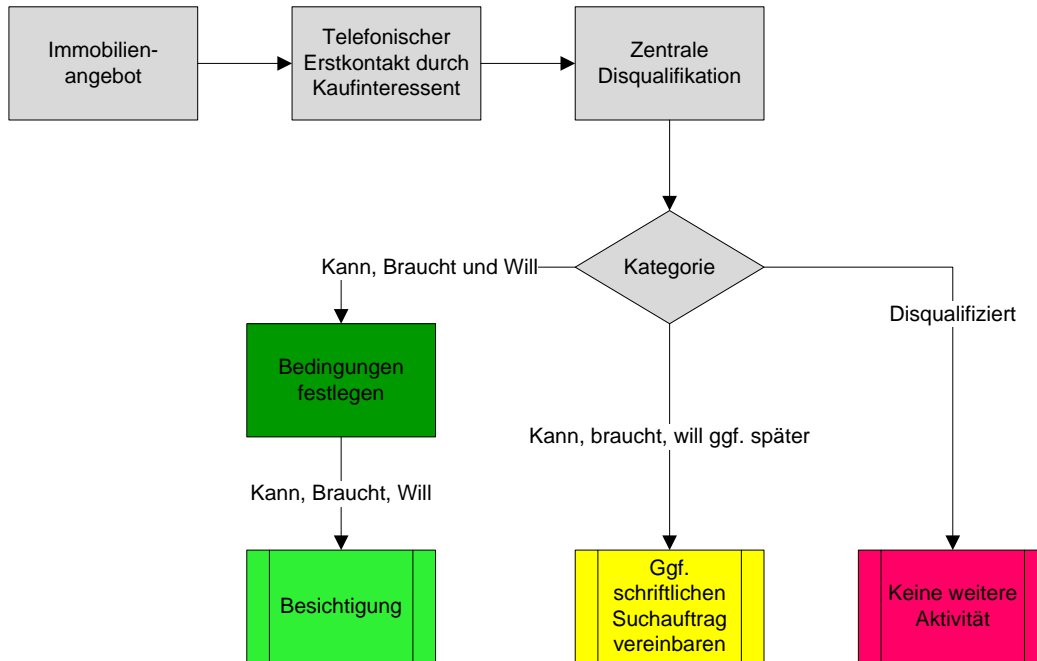 Immobilien-
angebot
Telefonischer
Erstkontakt durch
Kaufinteressent
Zentrale
Disqualifikation
Kategorie
Kann, Braucht und Will
Disqualifiziert
Bedingungen
festlegen
Kann, braucht, will ggf. später
Kann, Braucht, Will
Besichtigung
Ggf.
schriftlichen
Suchauftrag
vereinbaren
Keine weitere
Aktivität